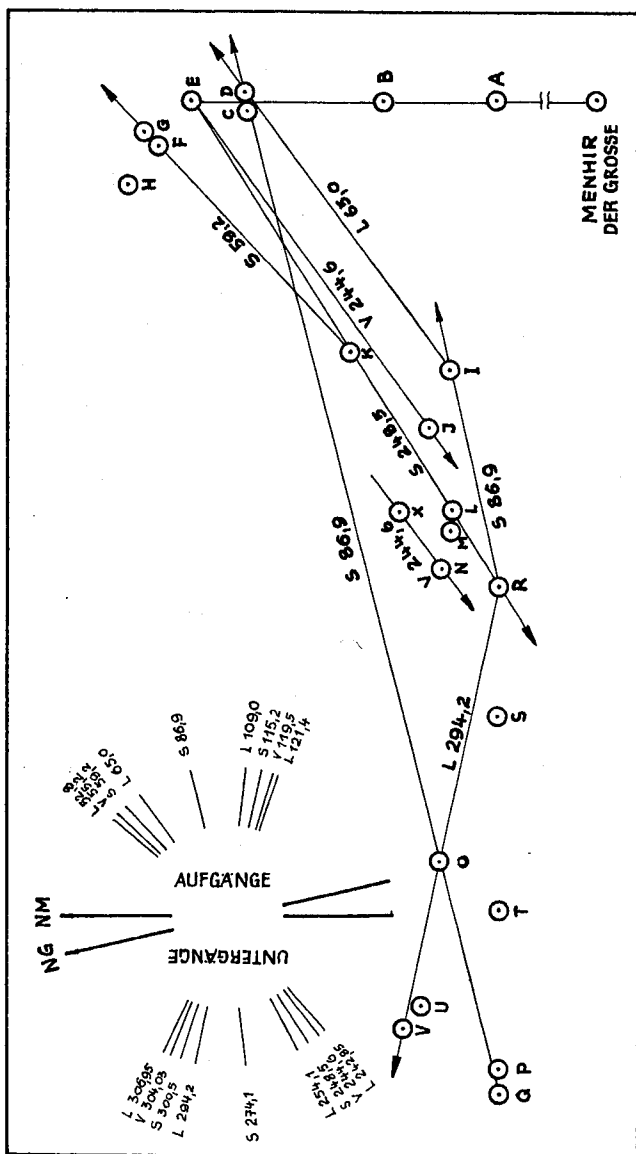 E
D
C
B
A
G
F
H
MENHIR
DER GROSSE
S 59,2
L 65,0
V 244,6
K
I
J
S 248,5
S 86,9
X
L
M
N
V 244,6
R
S 86,9
L 294,2
S
O
T
U
V
P
Q
NG NM
AUFGÄNGE
UNTERGÄNGE
L 65,0
S 86,9
L 109,0
S 115,2
V 119,5
L 121,4
L 306,95
V 304,03
S 300,5
L 294,2
S 274,1
L 254,1
S 248,5
V 244,6
L 242,95